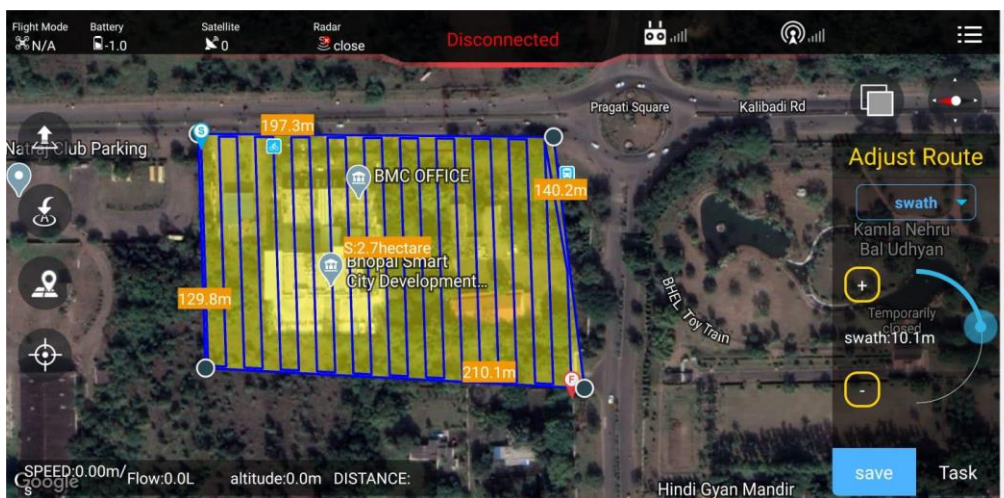 Flight Mode
N/A
Battery
-1.0
Satellite
0
Radar
close
Disconnected
Pragati Square
Kalibadi Rd
197.3m
Natraj Club Parking
BMC OFFICE
140.2m
Adjust Route
swath
Kamla Nehru
Bal Udhyan
S:2.7hectare
Bhopal Smart
City Development...
129.8m
BHEL Toy Train
+
Temporarily
closed
swath:10.1m
-
210.1m
S
F
A
SPEED:0.00m/
s
Flow:0.0L
altitude:0.0m
DISTANCE:
Google
Hindi Gyan Mandir
save
Task